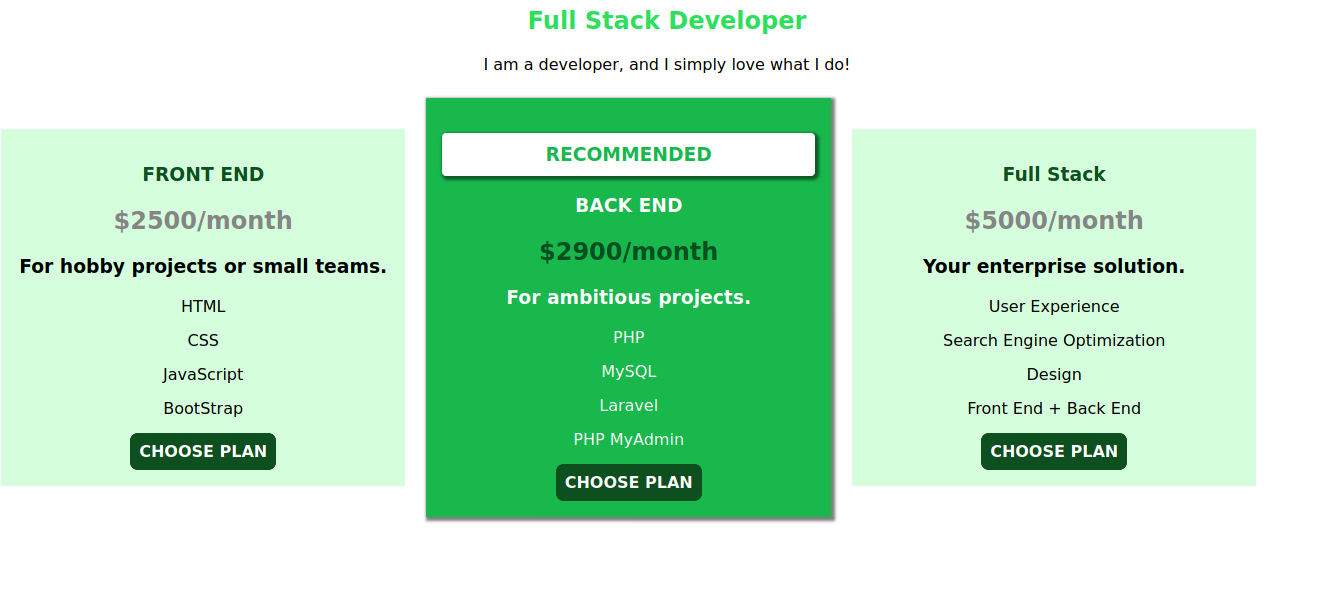 Full Stack Developer
I am a developer, and I simply love what I do!
FRONT END
$2500/month
For hobby projects or small teams.
HTML
CSS
JavaScript
BootStrap
CHOOSE PLAN
RECOMMENDED
BACK END
$2900/month
For ambitious projects.
PHP
MySQL
Laravel
PHP MyAdmin
CHOOSE PLAN
Full Stack
$5000/month
Your enterprise solution.
User Experience
Search Engine Optimization
Design
Front End + Back End
CHOOSE PLAN